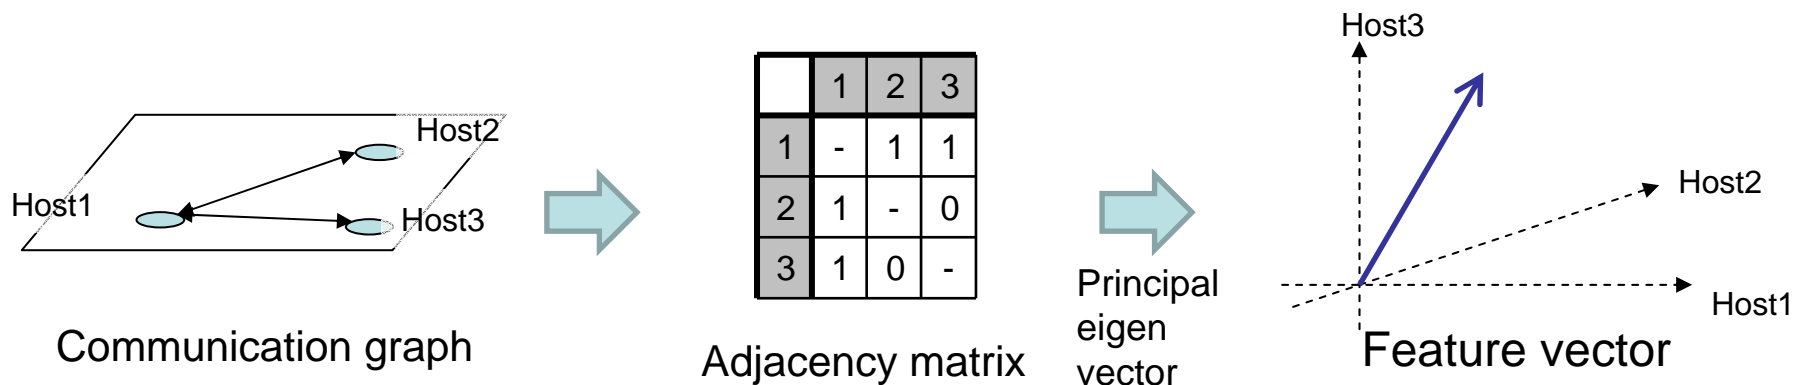 Host1
Host2
Host3
Communication graph
1 2 3
1 - 1 1
2 1 - 0
3 1 0 -
Adjacency matrix
Principal
eigen
vector
Host3
Host2
Host1
Feature vector